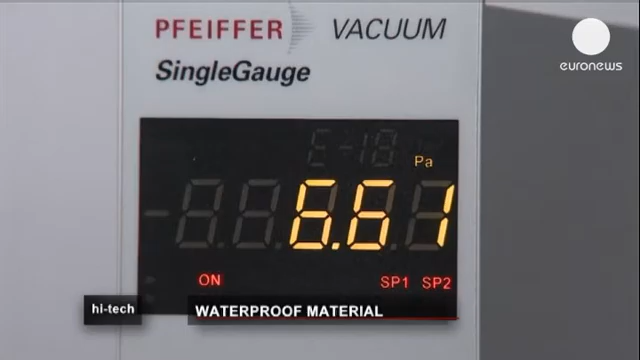 PFEIFFER VACUUM
SingleGauge
euronews
Pa
6.61
ON SP1 SP2
hi-tech
WATERPROOF MATERIAL